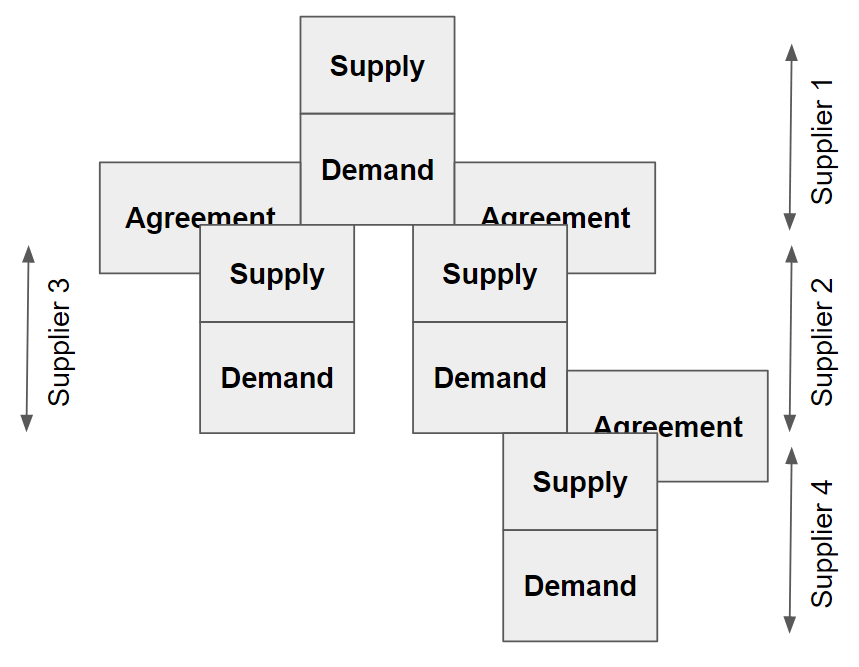 Supply
Supplier 1
Demand
Agreement
Agreement
Supply
Supply
Supplier 3
Supplier 2
Demand
Demand
Agreement
Supply
Supplier 4
Demand